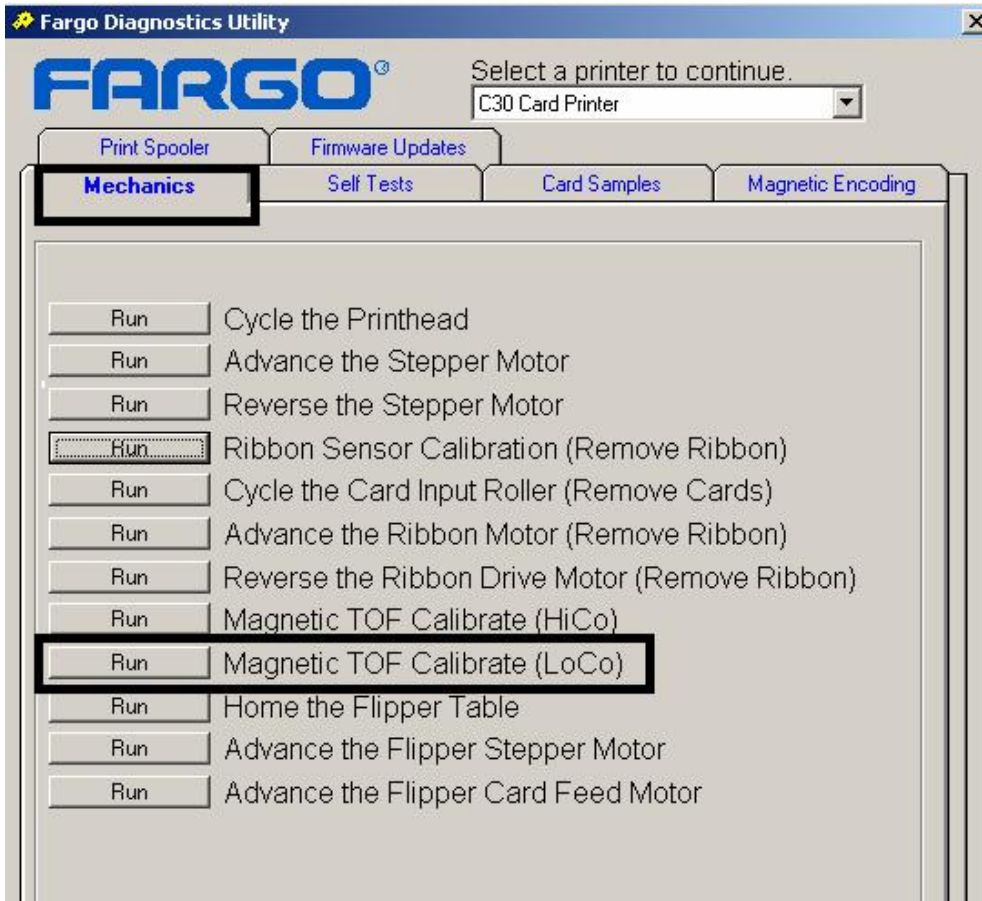 Fargo Diagnostics Utility
FARGO®
Select a printer to continue.
C30 Card Printer
Print Spooler Firmware Updates
Mechanics Self Tests Card Samples Magnetic Encoding
Run Cycle the Printhead
Run Advance the Stepper Motor
Run Reverse the Stepper Motor
Run Ribbon Sensor Calibration (Remove Ribbon)
Run Cycle the Card Input Roller (Remove Cards)
Run Advance the Ribbon Motor (Remove Ribbon)
Run Reverse the Ribbon Drive Motor (Remove Ribbon)
Run Magnetic TOF Calibrate (HiCo)
Run Magnetic TOF Calibrate (LoCo)
Run Home the Flipper Table
Run Advance the Flipper Stepper Motor
Run Advance the Flipper Card Feed Motor